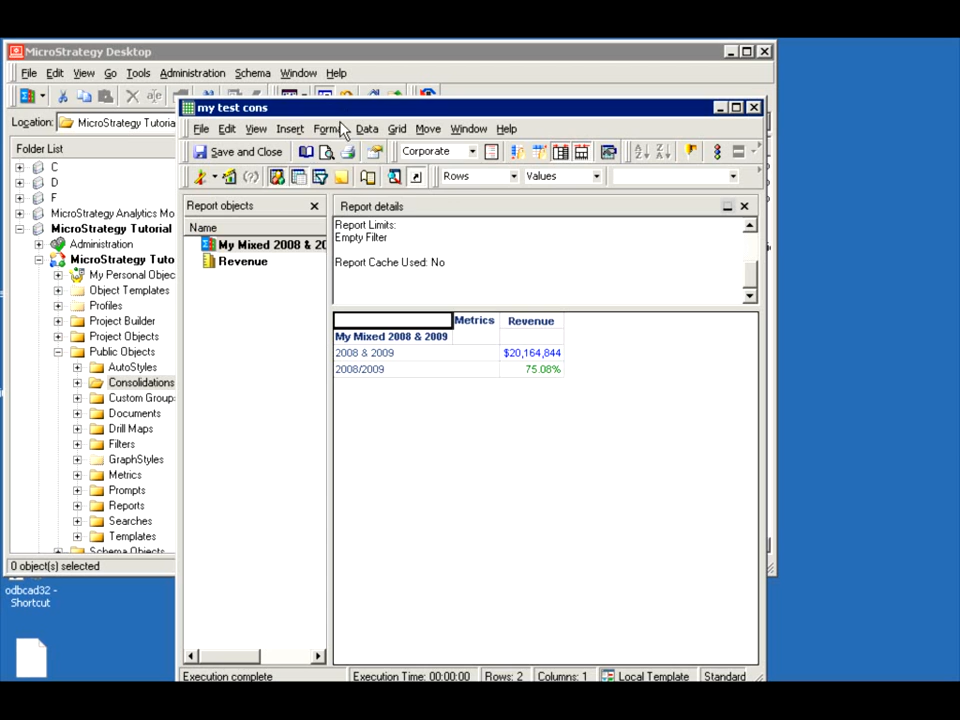 MicroStrategy Desktop
File Edit View Go Tools Administration Schema Window Help
Location: MicroStrategy Tutoria
Folder List
C
D
F
MicroStrategy Analytics Mo
MicroStrategy Tutorial
Administration
MicroStrategy Tuto
My Personal Objec
Object Templates
Profiles
Project Builder
Project Objects
Public Objects
AutoStyles
Consolidations
Custom Group
Documents
Drill Maps
Filters
GraphStyles
Metrics
Prompts
Reports
Searches
Templates
Schema Objects
0 object(s) selected
my test cons
File Edit View Insert Forma Data Grid Move Window Help
Save and Close Corporate
Rows Values
Report objects
Name
My Mixed 2008 & 20
Revenue
Report details
Report Limits:
Empty Filter
Report Cache Used: No
Metrics Revenue
My Mixed 2008 & 2009
2008 & 2009 $20,164,844
2008/2009 75.08%
Execution complete Execution Time: 00:00:00 Rows: 2 Columns: 1 Local Template Standard
odbcad32 -
Shortcut